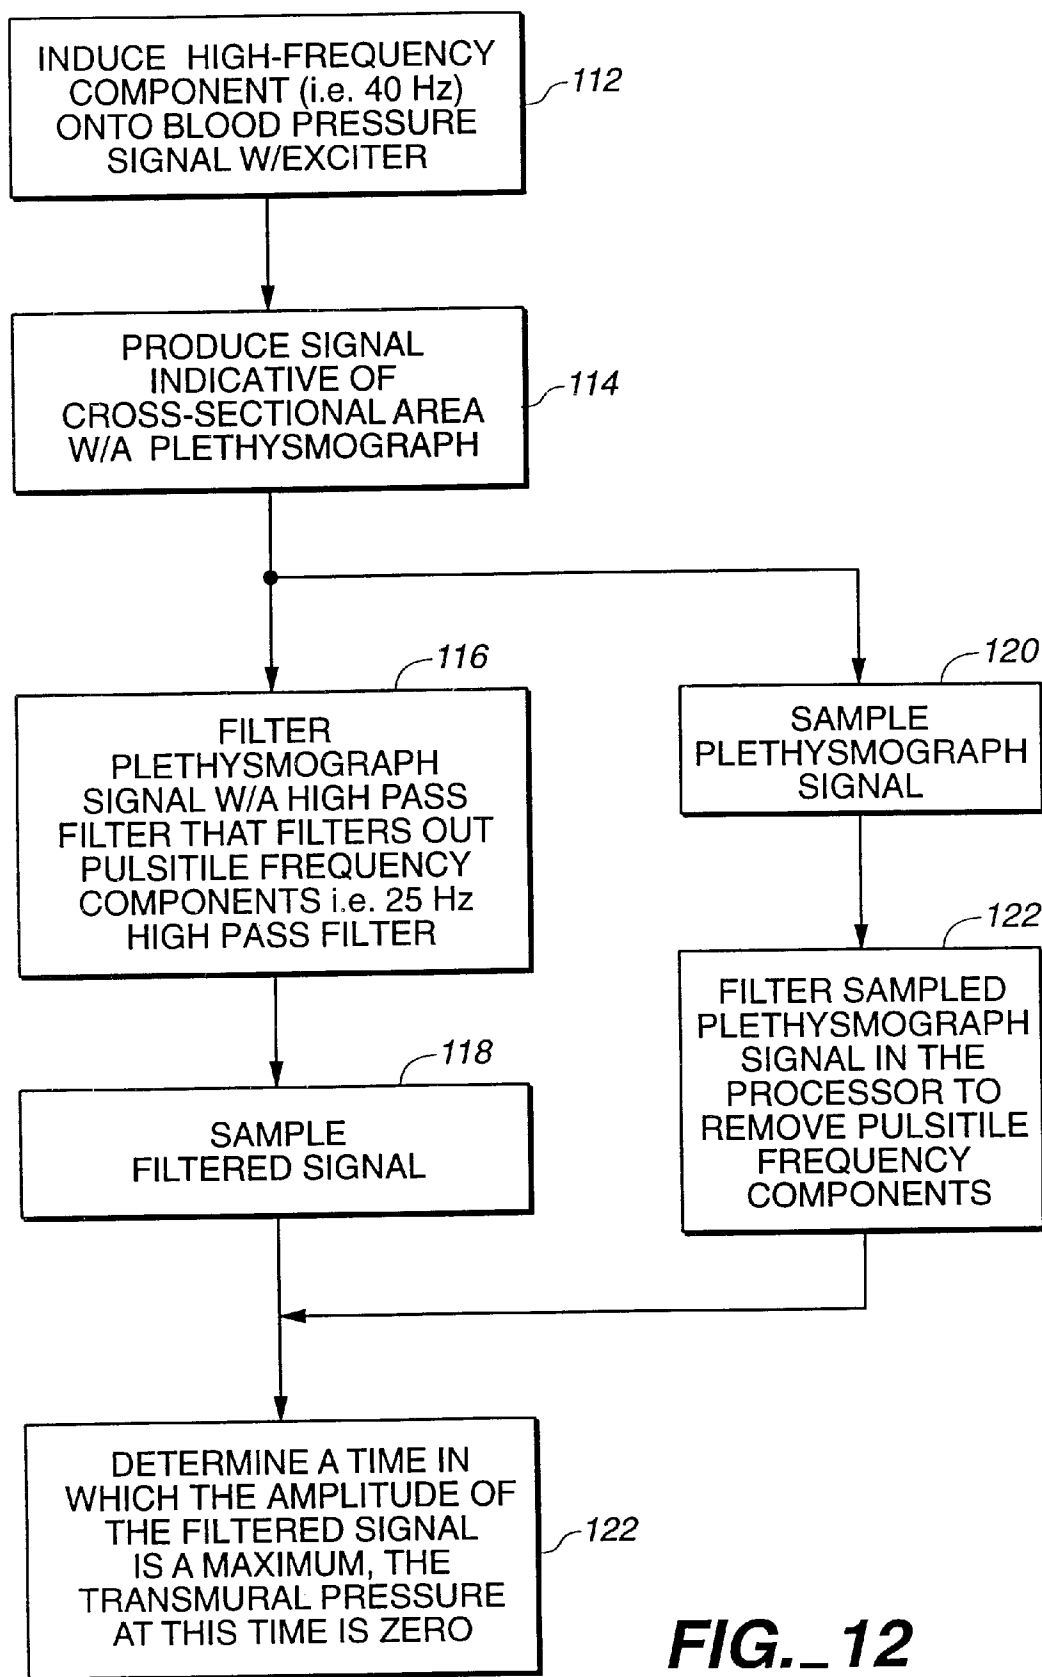 INDUCE HIGH-FREQUENCY
COMPONENT (i.e. 40 Hz)
ONTO BLOOD PRESSURE
SIGNAL W/EXCITER
112
PRODUCE SIGNAL
INDICATIVE OF
CROSS-SECTIONAL AREA
W/A PLETHYSMOGRAPH
114
116
FILTER
PLETHYSMOGRAPH
SIGNAL W/A HIGH PASS
FILTER THAT FILTERS OUT
PULSITILE FREQUENCY
COMPONENTS i.e. 25 Hz
HIGH PASS FILTER
120
SAMPLE
PLETHYSMOGRAPH
SIGNAL
118
SAMPLE
FILTERED SIGNAL
122
FILTER SAMPLED
PLETHYSMOGRAPH
SIGNAL IN THE
PROCESSOR TO
REMOVE PULSITILE
FREQUENCY
COMPONENTS
DETERMINE A TIME IN
WHICH THE AMPLITUDE OF
THE FILTERED SIGNAL
IS A MAXIMUM, THE
TRANSMURAL PRESSURE
AT THIS TIME IS ZERO
122
FIG._12